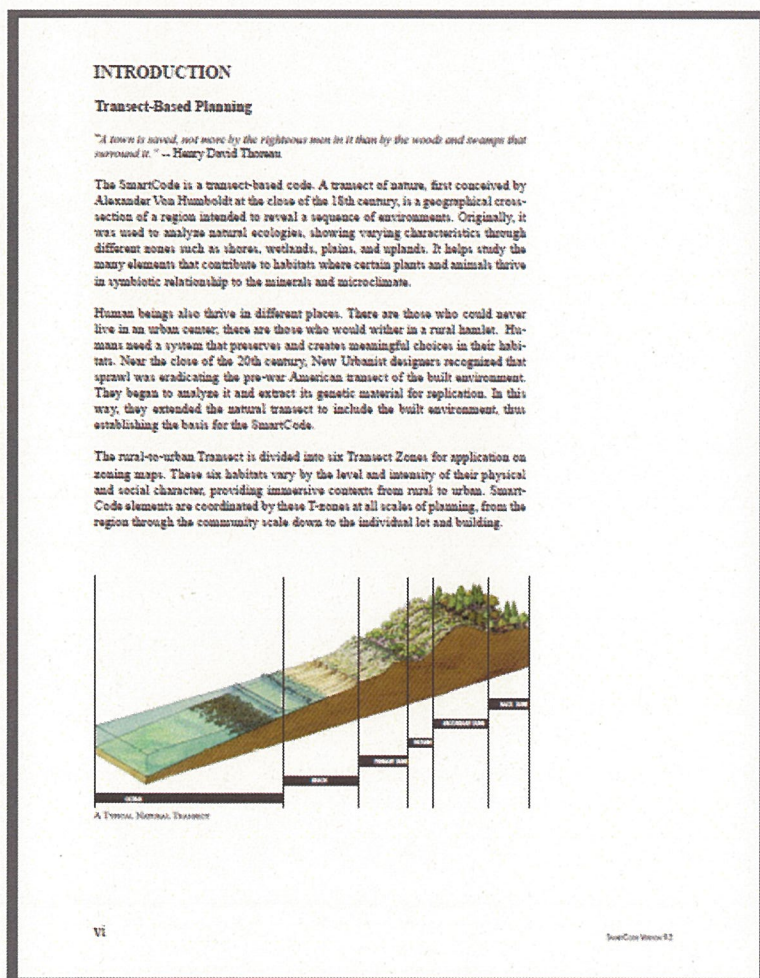 INTRODUCTION
Transect-Based Planning
"A town is saved, not more by the righteous men in it than by the woods and swamps that
surround it." -- Henry David Thoreau
The SmartCode is a transect-based code. A transect of nature, first conceived by
Alexander Von Humboldt at the close of the 18th century, is a geographical cross-
section of a region intended to reveal a sequence of environments. Originally, it
was used to analyze natural ecologies, showing varying characteristics through
different zones such as shores, wetlands, plains, and uplands. It helps study the
many elements that contribute to habitats where certain plants and animals thrive
in symbiotic relationship to the minerals and microclimate.
Human beings also thrive in different places. There are those who could never
live in an urban center; there are those who would wither in a rural hamlet. Hu-
mans need a system that preserves and creates meaningful choices in their habi-
tats. Near the close of the 20th century, New Urbanist designers recognized that
sprawl was eradicating the pre-war American transect of the built environment.
They began to analyze it and extract its genetic material for replication. In this
way, they extended the natural transect to include the built environment, thus
establishing the basis for the SmartCode.
The rural-to-urban Transect is divided into six Transect Zones for application on
zoning maps. These six habitats vary by the level and intensity of their physical
and social character, providing immersive contexts from rural to urban. Smart-
Code elements are coordinated by these T-zones at all scales of planning, from the
region through the community scale down to the individual lot and building.
BACK DUNE
SECONDARY DUNE
TROUGH
PRIMARY DUNE
BEACH
OCEAN
A Typical Natural Transect
vi
SmartCode Version 9.2